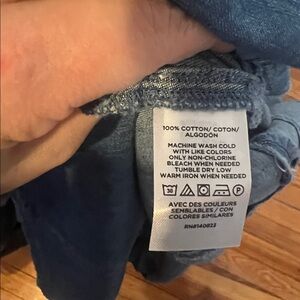 100% COTTON/ COTON/
ALGODÓN
MACHINE WASH COLD
WITH LIKE COLORS
ONLY NON-CHLORINE
BLEACH WHEN NEEDED
TUMBLE DRY LOW
WARM IRON WHEN NEEDED
30 P
AVEC DES COULEURS
SEMBLABLES / CON
COLORES SIMILARES
RN#140823